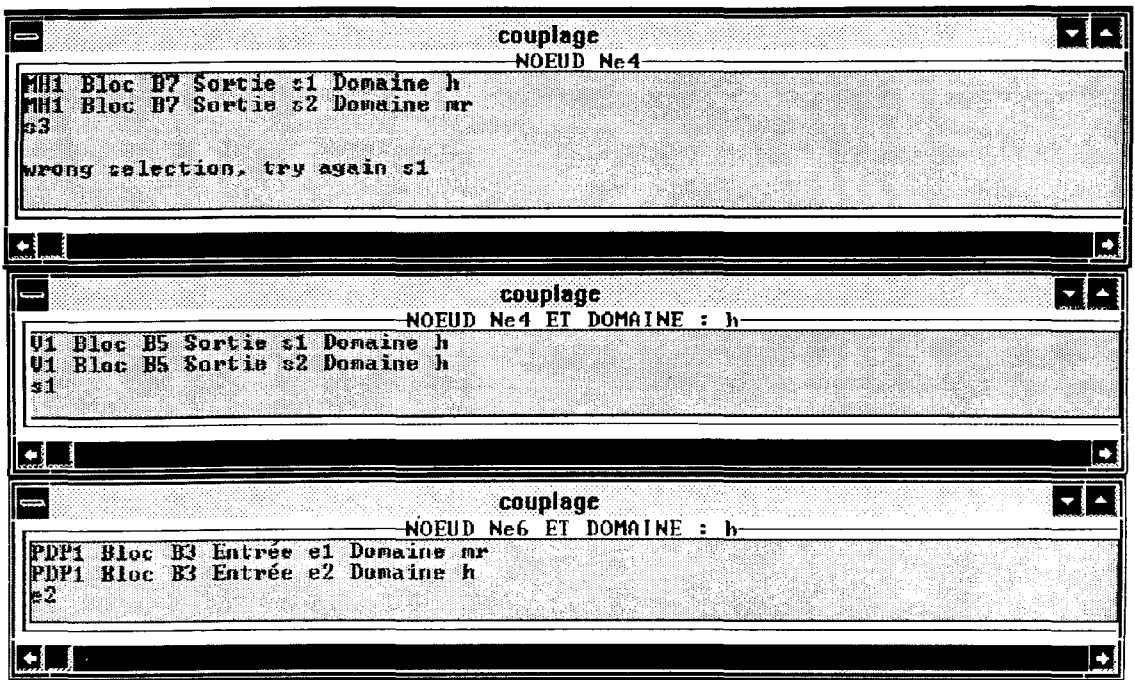 couplage
NOEUD Ne4
MH1 Bloc B7 Sortie s1 Domaine h
MH1 Bloc B7 Sortie s2 Domaine mr
s3
wrong selection, try again s1
couplage
NOEUD Ne4 ET DOMAINE : h
V1 Bloc B5 Sortie s1 Domaine h
V1 Bloc B5 Sortie s2 Domaine h
s1
couplage
NOEUD Ne6 ET DOMAINE : h
PDP1 Bloc B3 Entrée e1 Domaine mr
PDP1 Bloc B3 Entrée e2 Domaine h
e2